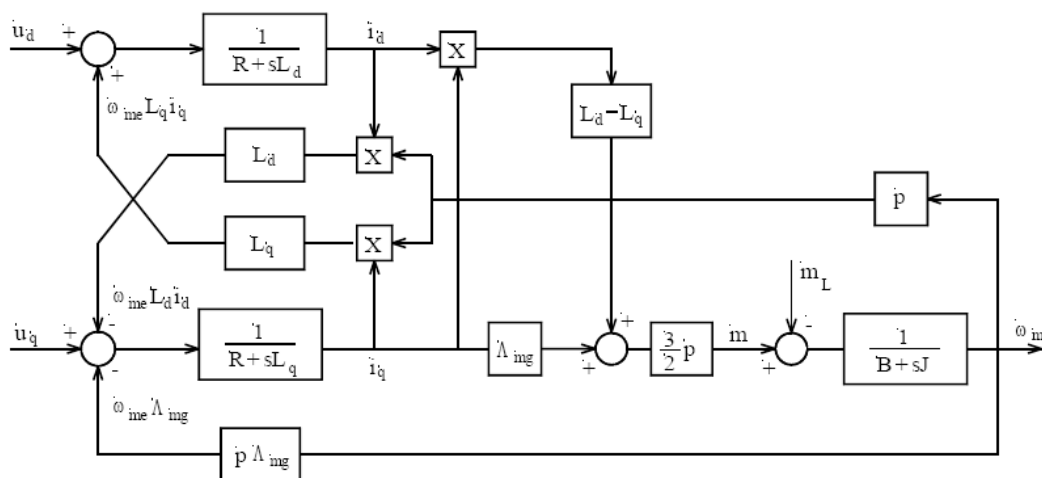 u_d + i_d X
1
R+sL_d
+
ω_me L_q i_q
L_d−L_q
L_d X
p
L_q X
ω_me L_d i_d
m_L
-
u_q +
1
R+sL_q
-
i_q
Λ_mg
+
+
3
2
p
m
-
+
1
B+sJ
ω_m
ω_me Λ_mg
p Λ_mg